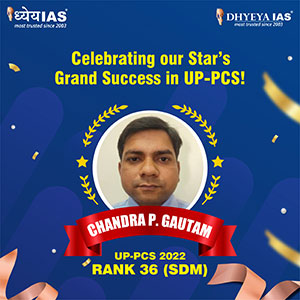 ध्येय IAS®
most trusted since 2003
DHYEYA IAS®
most trusted since 2003
Celebrating our Star's
Grand Success in UP-PCS!
CHANDRA P. GAUTAM
UP-PCS 2022
RANK 36 (SDM)